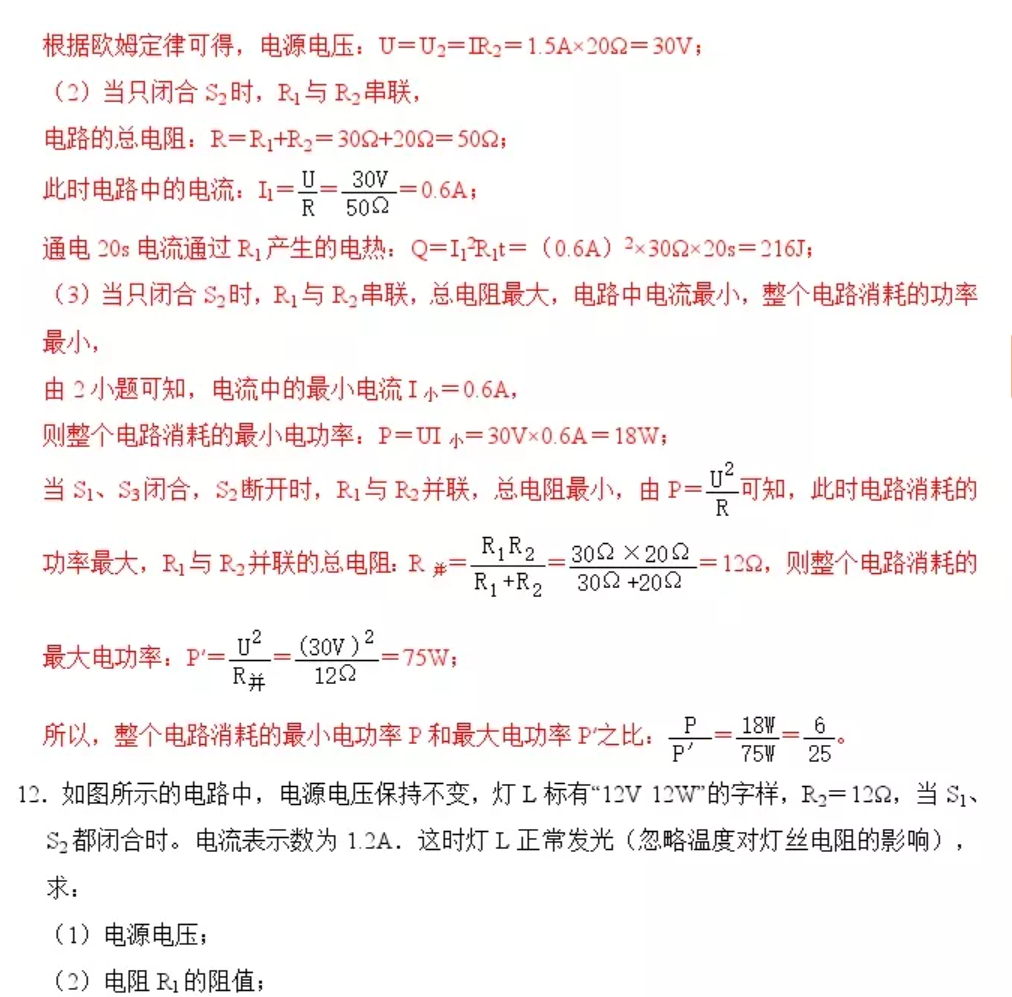 根据欧姆定律可得，电源电压：U＝U₂＝IR₂＝1.5A×20Ω＝30V；
（2）当只闭合 S₂时，R₁与 R₂串联，
电路的总电阻：R＝R₁+R₂＝30Ω+20Ω＝50Ω；
此时电路中的电流：I₁＝U/R＝30V/50Ω＝0.6A；
通电 20s 电流通过 R₁产生的电热：Q＝I₁²R₁t＝（0.6A）²×30Ω×20s＝216J；
（3）当只闭合 S₂时，R₁与 R₂串联，总电阻最大，电路中电流最小，整个电路消耗的功率
最小，
由 2 小题可知，电流中的最小电流 I 小＝0.6A，
则整个电路消耗的最小电功率：P＝UI 小＝30V×0.6A＝18W；
当 S₁、S₃闭合，S₂断开时，R₁与 R₂并联，总电阻最小，由 P＝U²/R可知，此时电路消耗的
功率最大，R₁与 R₂并联的总电阻：R 并＝R₁R₂/R₁+R₂＝30Ω×20Ω/30Ω+20Ω＝12Ω，则整个电路消耗的
最大电功率：P′＝U²/R并＝(30V)²/12Ω＝75W；
所以，整个电路消耗的最小电功率 P 和最大电功率 P′之比：P/P′＝18W/75W＝6/25。
12．如图所示的电路中，电源电压保持不变，灯 L 标有“12V 12W”的字样，R₂＝12Ω，当 S₁、
S₂都闭合时。电流表示数为 1.2A．这时灯 L 正常发光（忽略温度对灯丝电阻的影响），
求：
（1）电源电压；
（2）电阻 R₁的阻值；